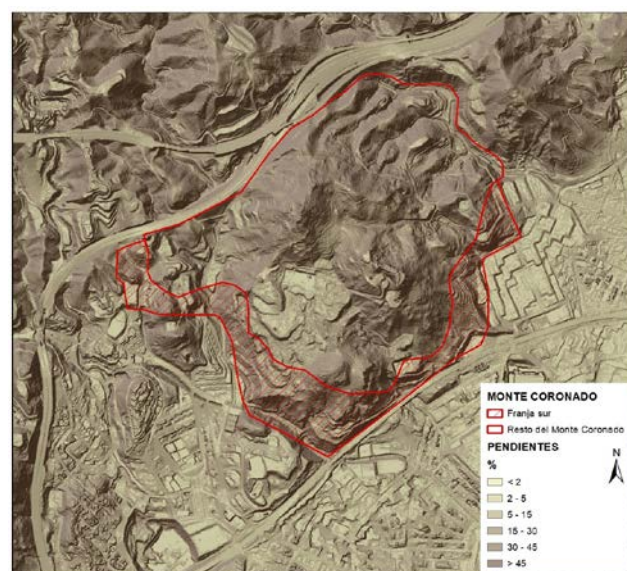 MONTE CORONADO
Franja sur
Resto del Monte Coronado
PENDIENTES
%
N
< 2
2 - 5
5 - 15
15 - 30
30 - 45
> 45